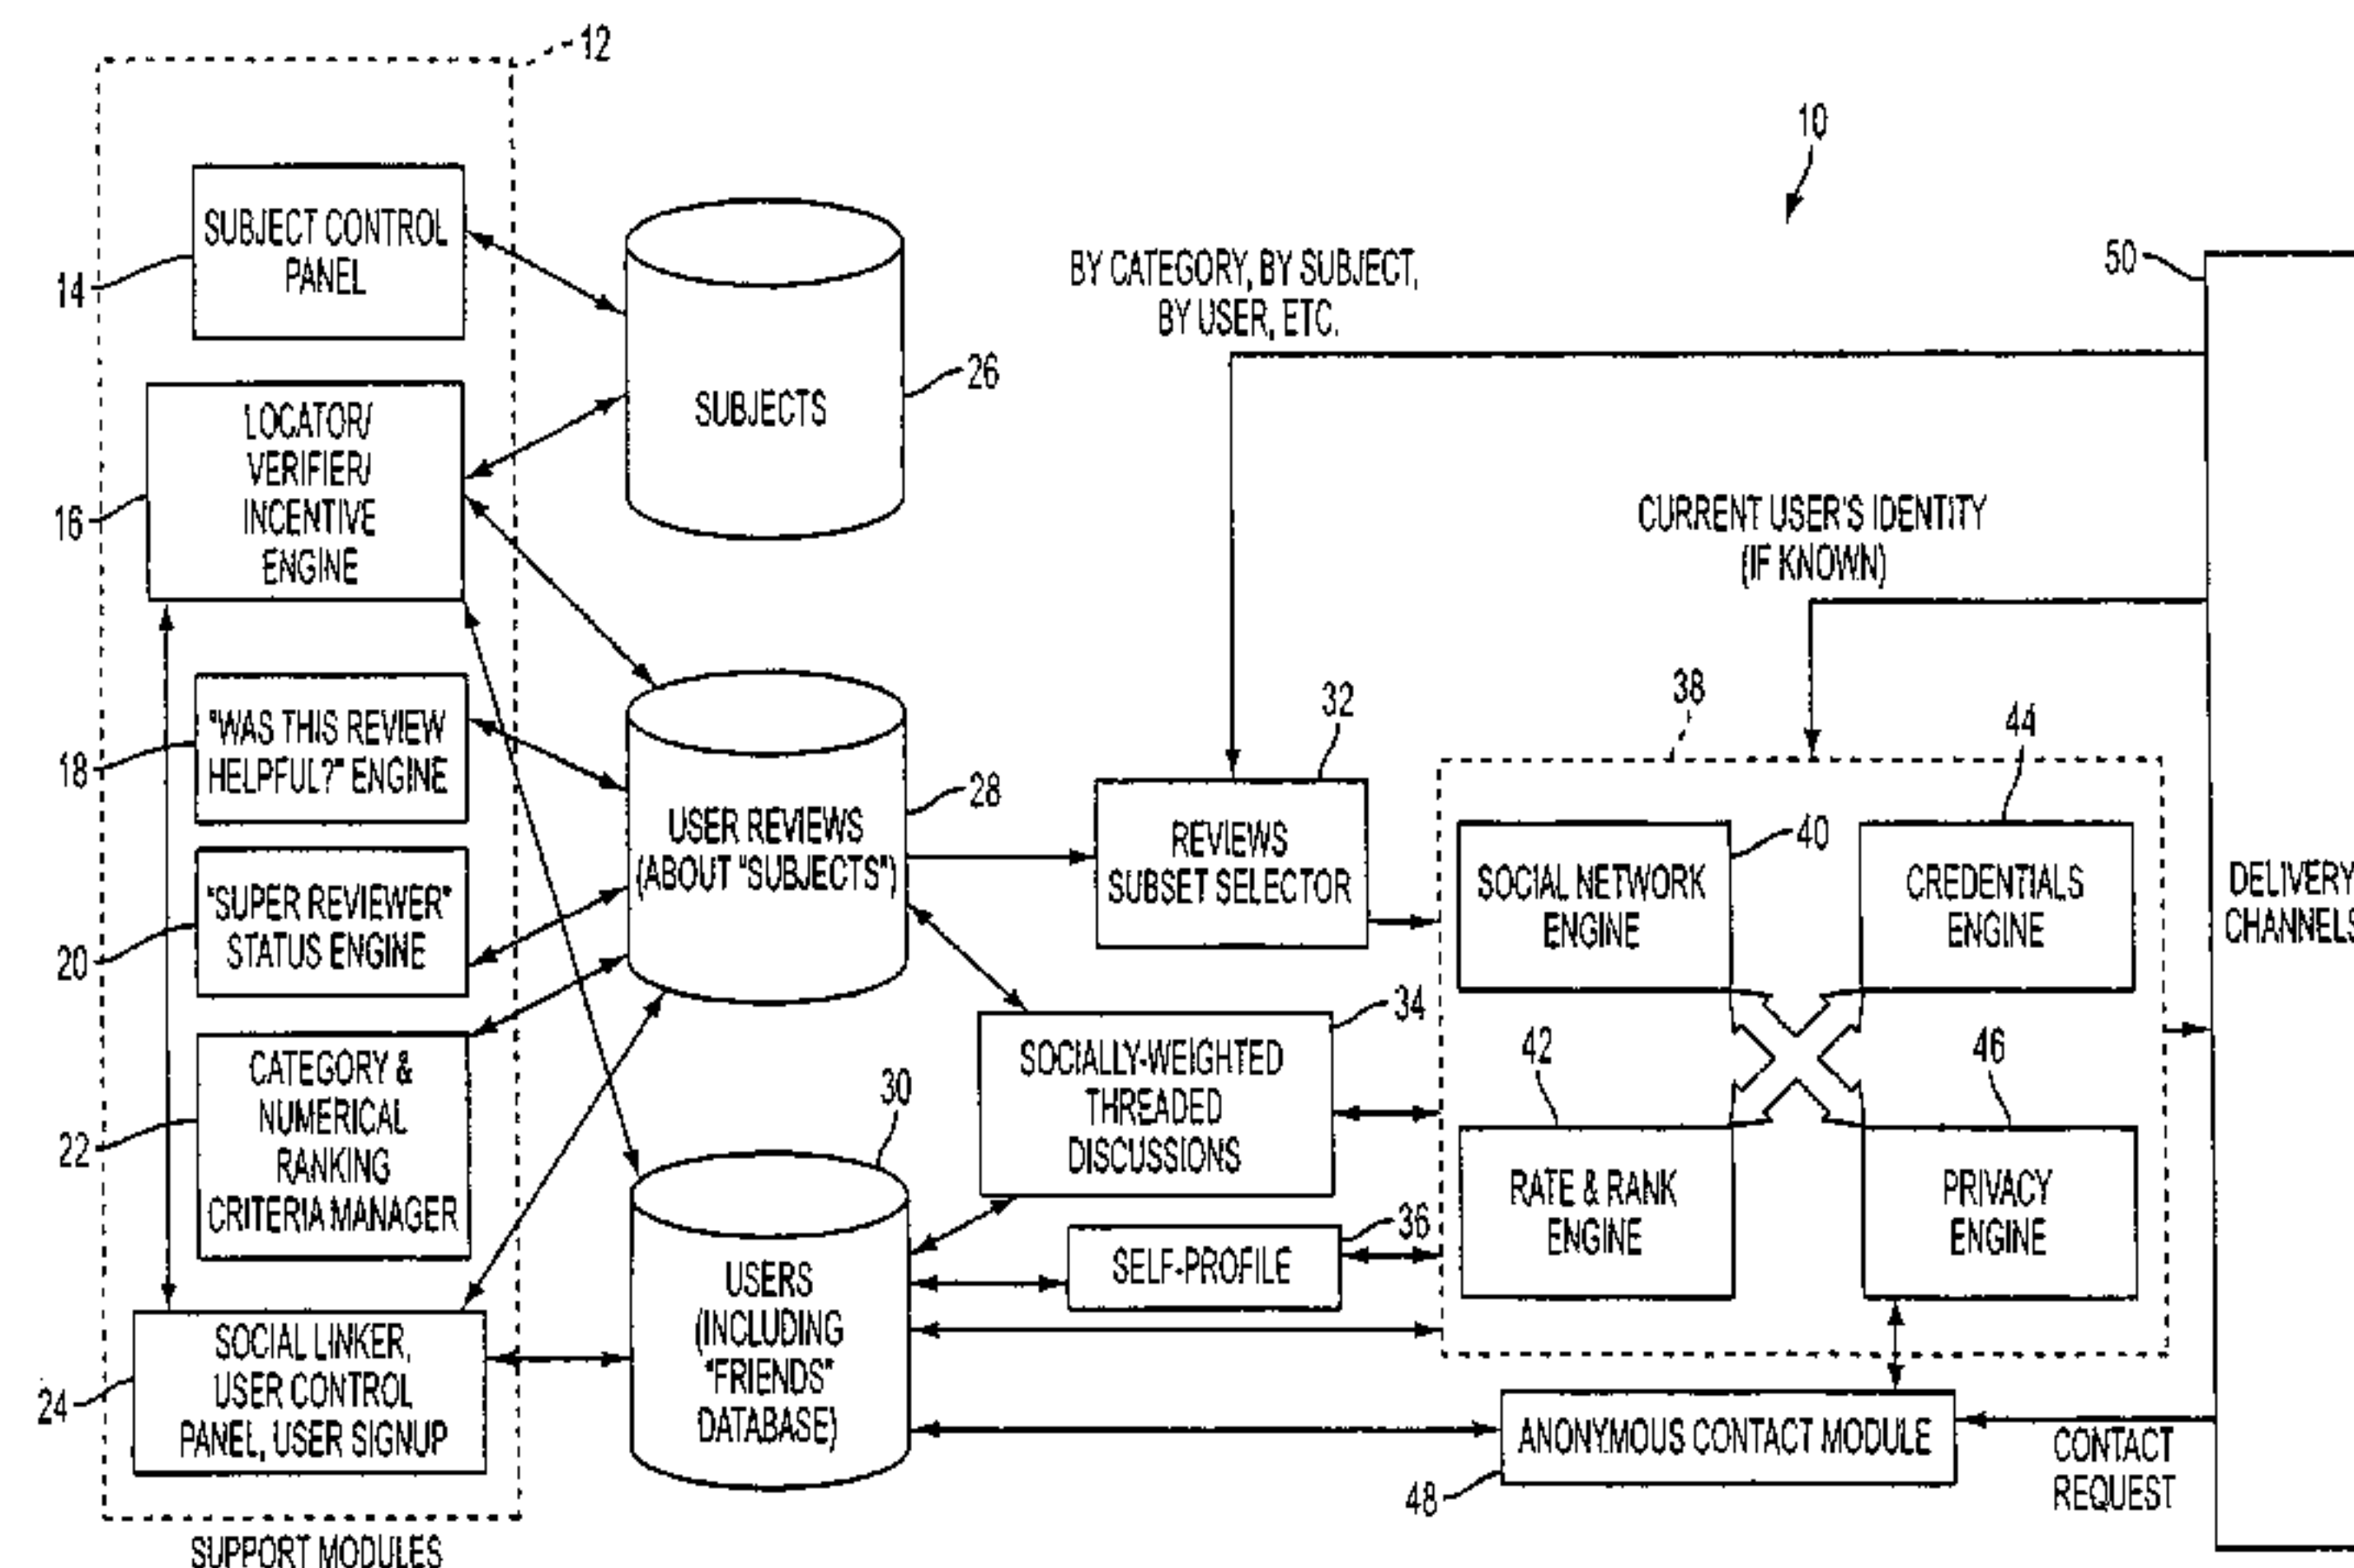 12
SUBJECT CONTROL
PANEL
14
LOCATOR/
VERIFIER/
INCENTIVE
ENGINE
16
"WAS THIS REVIEW
HELPFUL?" ENGINE
18
"SUPER REVIEWER"
STATUS ENGINE
20
CATEGORY &
NUMERICAL
RANKING
CRITERIA MANAGER
22
SOCIAL LINKER,
USER CONTROL
PANEL, USER SIGNUP
24
SUPPORT MODULES
SUBJECTS
26
USER REVIEWS
(ABOUT "SUBJECTS")
28
USERS
(INCLUDING
"FRIENDS"
DATABASE)
30
10
BY CATEGORY, BY SUBJECT,
BY USER, ETC.
50
CURRENT USER'S IDENTITY
(IF KNOWN)
32
REVIEWS
SUBSET SELECTOR
34
SOCIALLY-WEIGHTED
THREADED
DISCUSSIONS
36
SELF-PROFILE
38
40
SOCIAL NETWORK
ENGINE
44
CREDENTIALS
ENGINE
42
RATE & RANK
ENGINE
46
PRIVACY
ENGINE
48
ANONYMOUS CONTACT MODULE
CONTACT
REQUEST
DELIVERY
CHANNELS